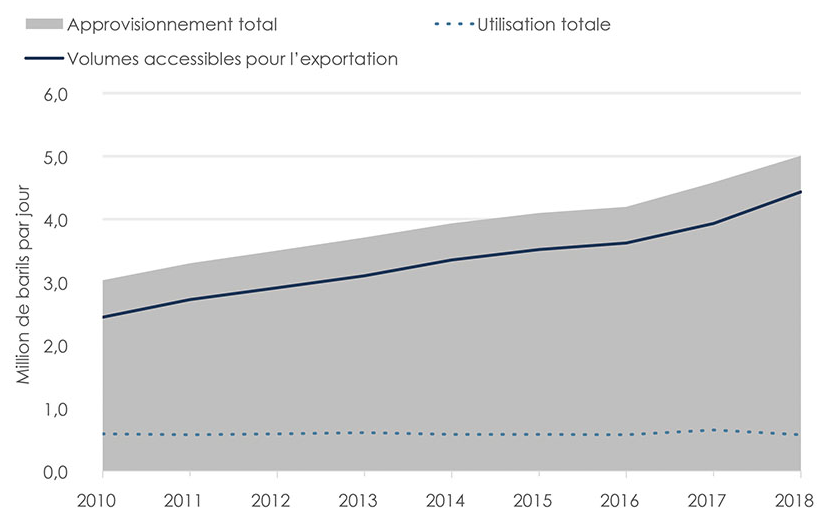 Approvisionnement total
Utilisation totale
Volumes accessibles pour l’exportation
Million de barils par jour
6,0
5,0
4,0
3,0
2,0
1,0
0,0
2010 2011 2012 2013 2014 2015 2016 2017 2018